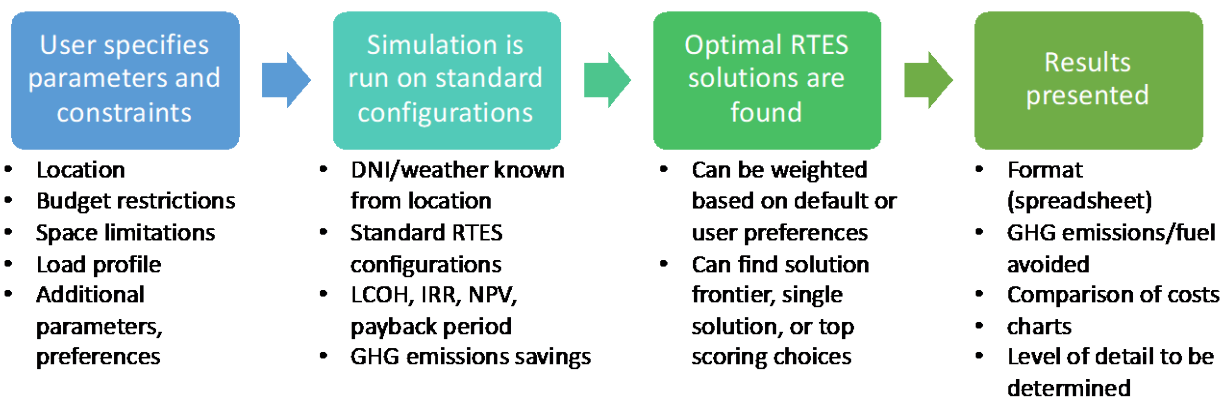 User specifies
parameters and
constraints
• Location
• Budget restrictions
• Space limitations
• Load profile
• Additional
parameters,
preferences
Simulation is
run on standard
configurations
• DNI/weather known
from location
• Standard RTES
configurations
• LCOH, IRR, NPV,
payback period
• GHG emissions savings
Optimal RTES
solutions are
found
• Can be weighted
based on default or
user preferences
• Can find solution
frontier, single
solution, or top
scoring choices
Results
presented
• Format
(spreadsheet)
• GHG emissions/fuel
avoided
• Comparison of costs
• charts
• Level of detail to be
determined